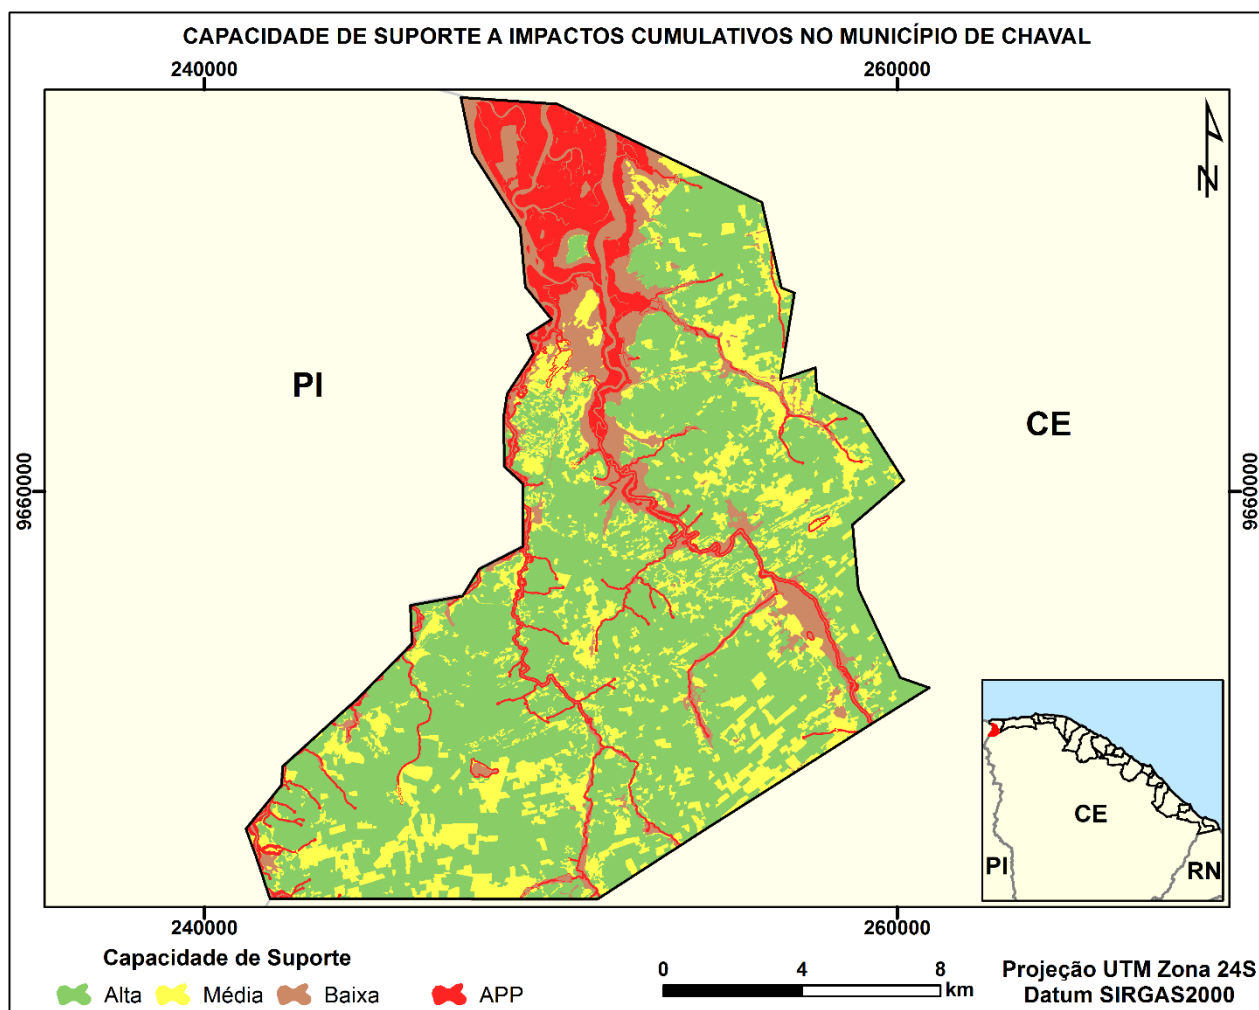 CAPACIDADE DE SUPORTE A IMPACTOS CUMULATIVOS NO MUNICÍPIO DE CHAVAL
240000
260000
N
PI
CE
9660000
9660000
CE
PI
RN
240000
260000
Capacidade de Suporte
Alta
Média
Baixa
APP
0
4
8
km
Projeção UTM Zona 24S
Datum SIRGAS2000